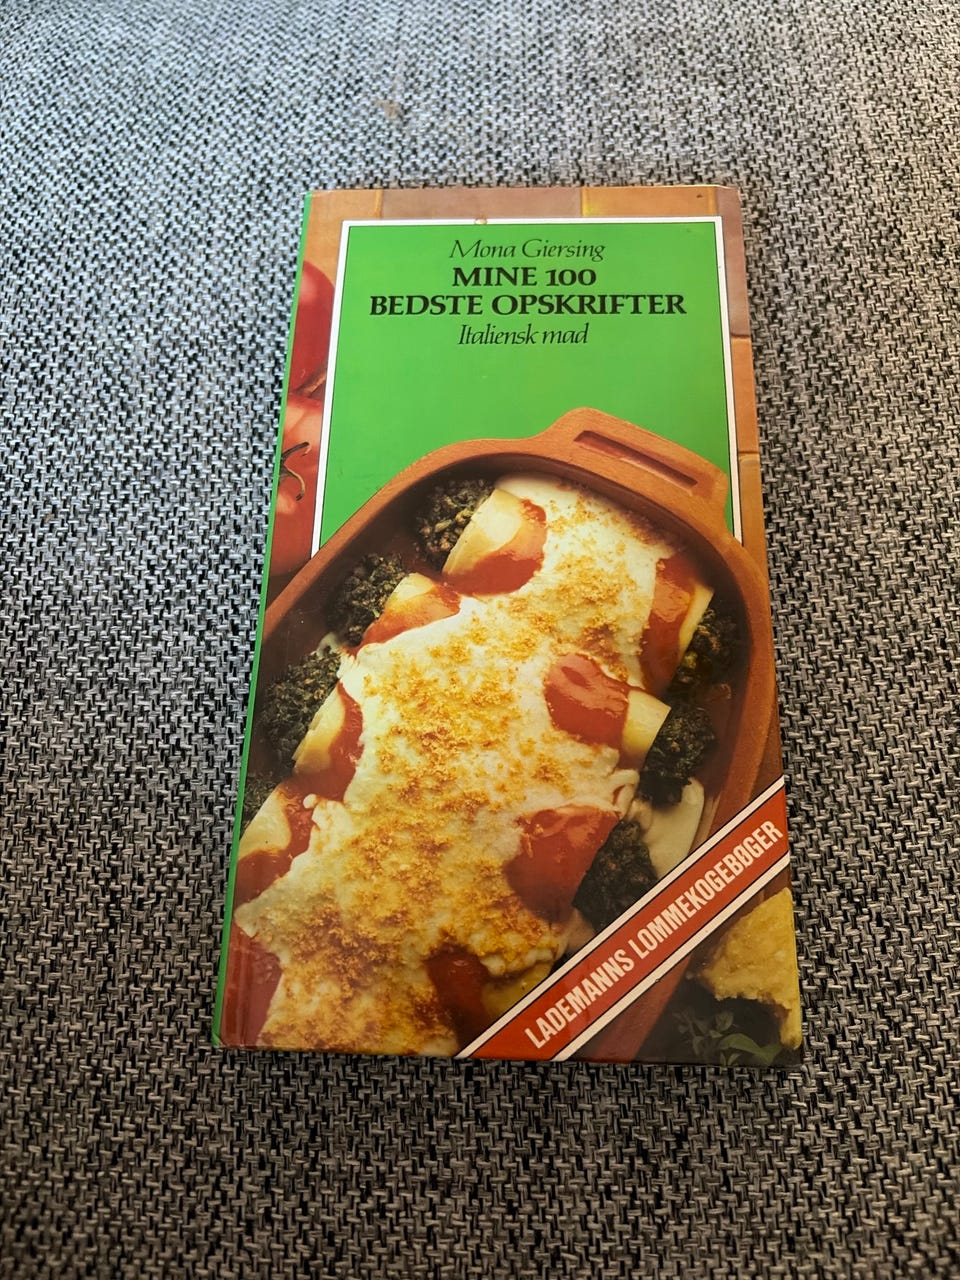 Mona Giersing
MINE 100
BEDSTE OPSKRIFTER
Italiensk mad
LADEMANNS LOMMEKOGEBØGER